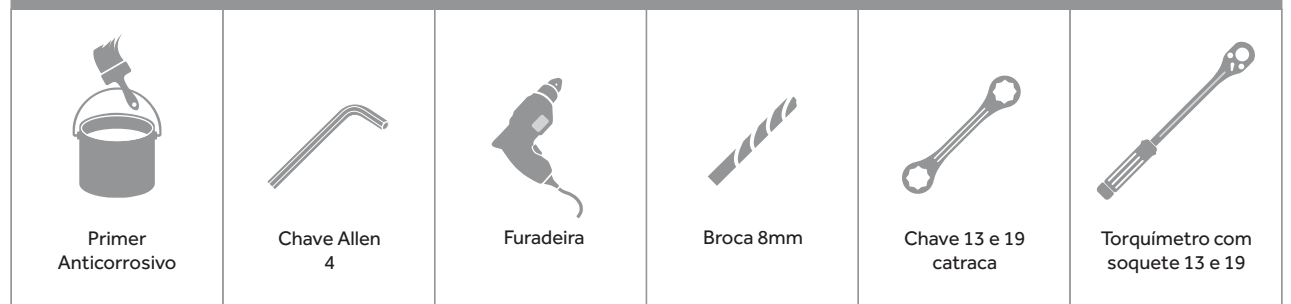 Primer
Anticorrosivo
Chave Allen
4
Furadeira
Broca 8mm
Chave 13 e 19
catraca
Torquímetro com
soquete 13 e 19